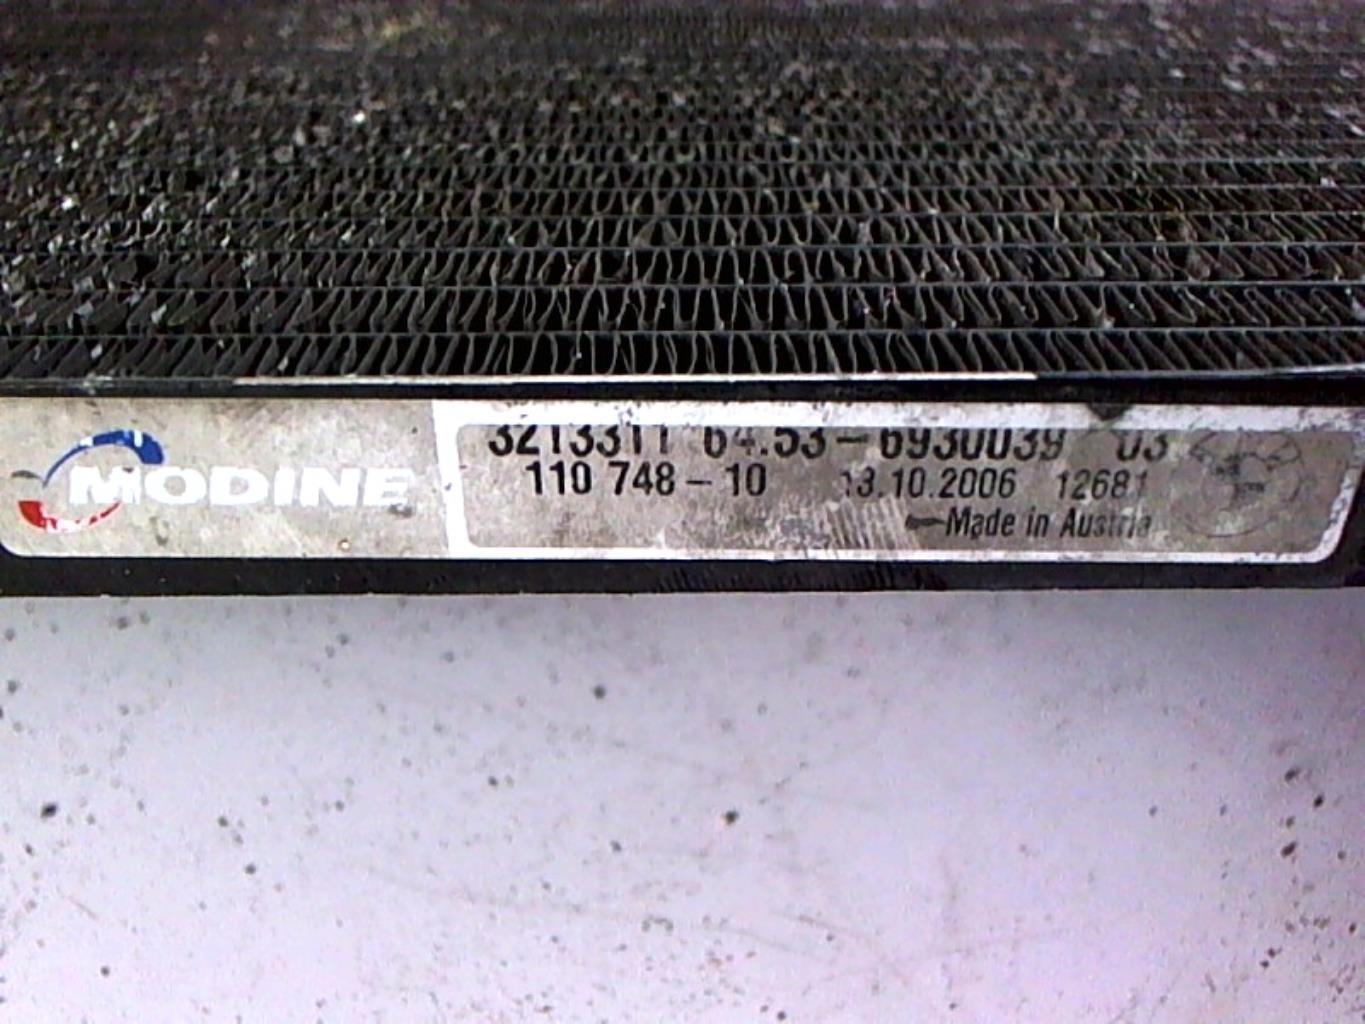 MODINE
3213311 64.53-6930039 03
110 748-10 13.10.2006 12681
Made in Austria